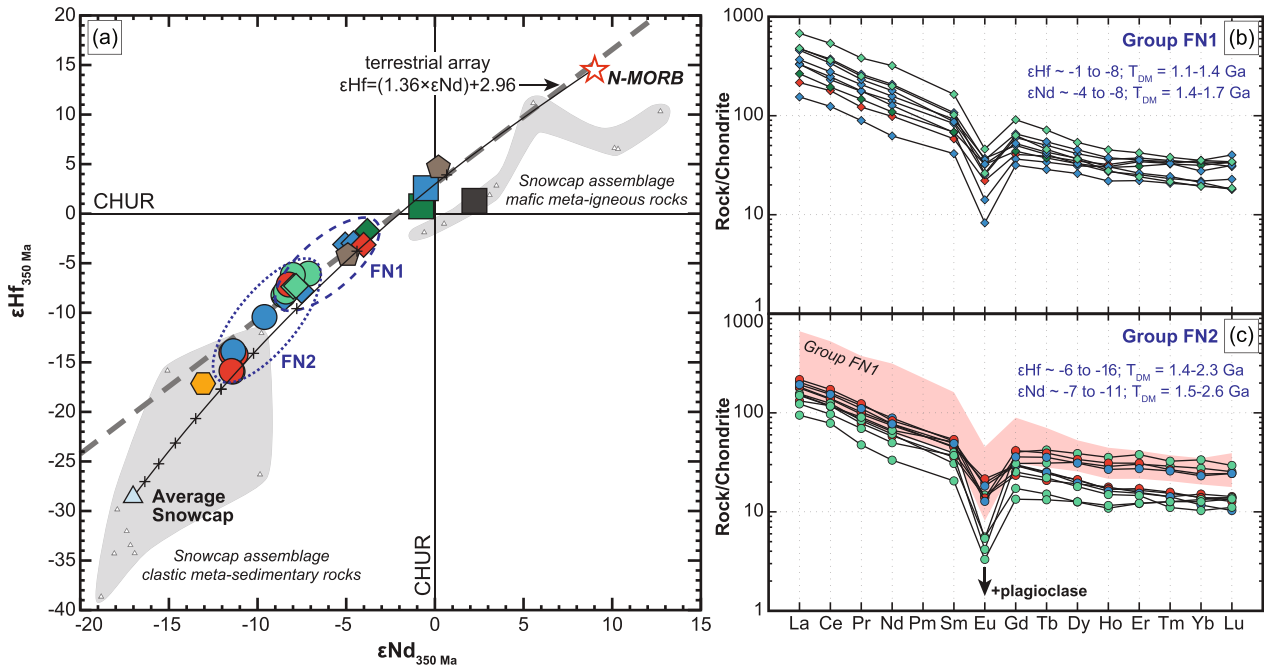 (a)
20
15
10
5
0
-5
-10
-15
-20
-25
-30
-35
-40
-20
-15
-10
-5
0
5
10
15
εHf350 Ma
εNd350 Ma
terrestrial array
εHf=(1.36×εNd)+2.96
N-MORB
CHUR
Snowcap assemblage
mafic meta-igneous rocks
FN1
FN2
Average
Snowcap
Snowcap assemblage
clastic meta-sedimentary rocks
CHUR
(b)
Group FN1
εHf ~ -1 to -8; TDM = 1.1-1.4 Ga
εNd ~ -4 to -8; TDM = 1.4-1.7 Ga
Rock/Chondrite
1000
100
10
1
(c)
Group FN2
εHf ~ -6 to -16; TDM = 1.4-2.3 Ga
εNd ~ -7 to -11; TDM = 1.5-2.6 Ga
Group FN1
Rock/Chondrite
1000
100
10
1
+plagioclase
La Ce Pr Nd Pm Sm Eu Gd Tb Dy Ho Er Tm Yb Lu